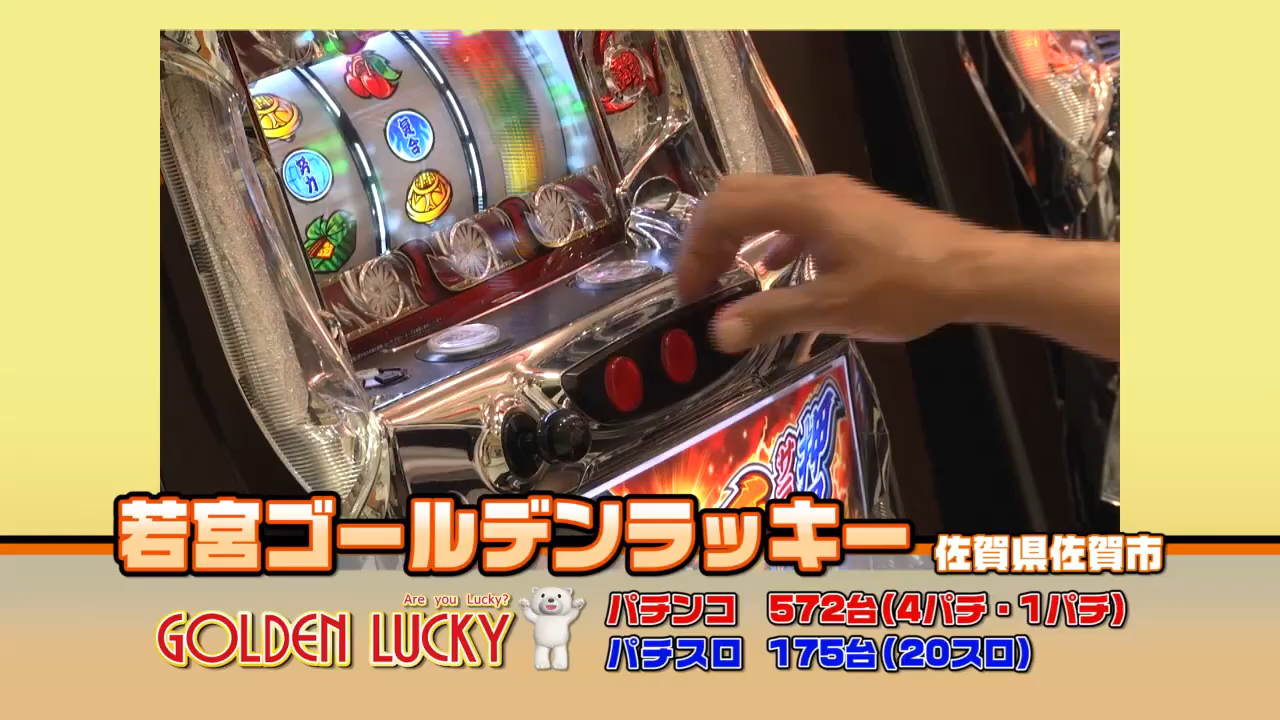 努力
若宮ゴールデンラッキー 佐賀県佐賀市
Are you Lucky?
GOLDEN LUCKY
パチンコ 572台(4パチ・1パチ)
パチスロ 175台(20スロ)